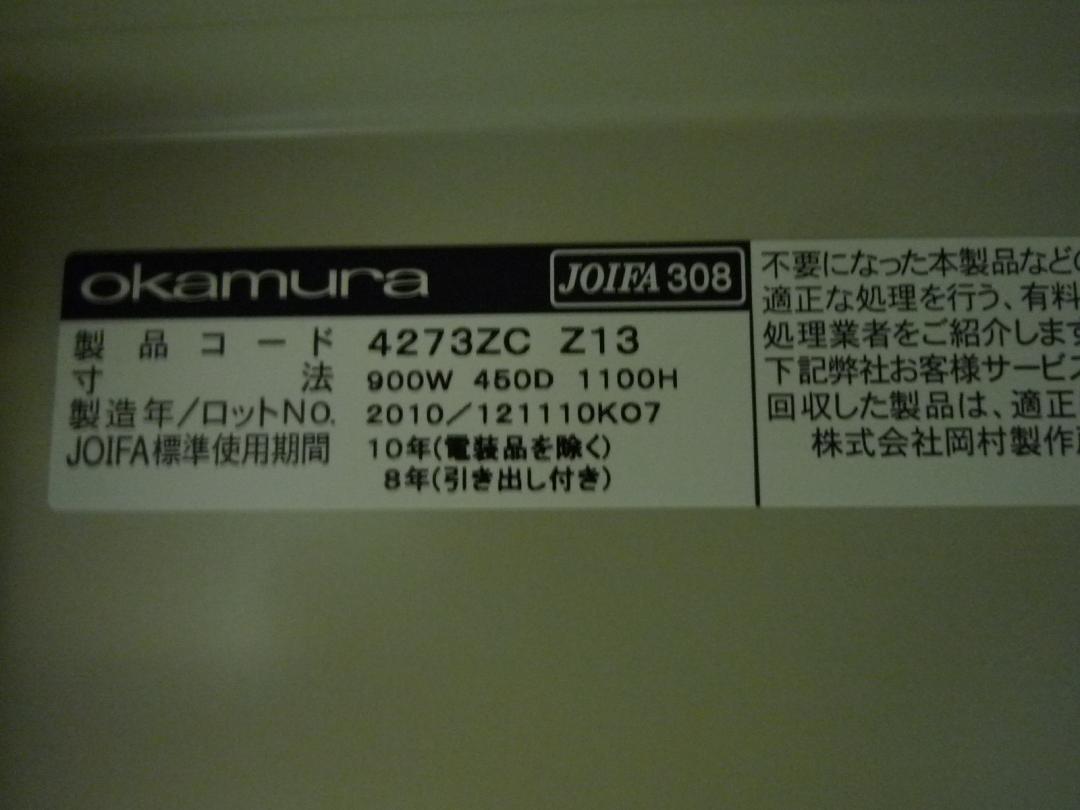 okamura JOIFA 308
製品コード 4273ZC Z13
寸法 900W 450D 1100H
製造年/ロットNO. 2010/121110K07
JOIFA標準使用期間 10年(電装品を除く)
8年(引き出し付き)
不要になった本製品などの
適正な処理を行う、有料
処理業者をご紹介します
下記弊社お客様サービス
回収した製品は、適正
株式会社岡村製作所